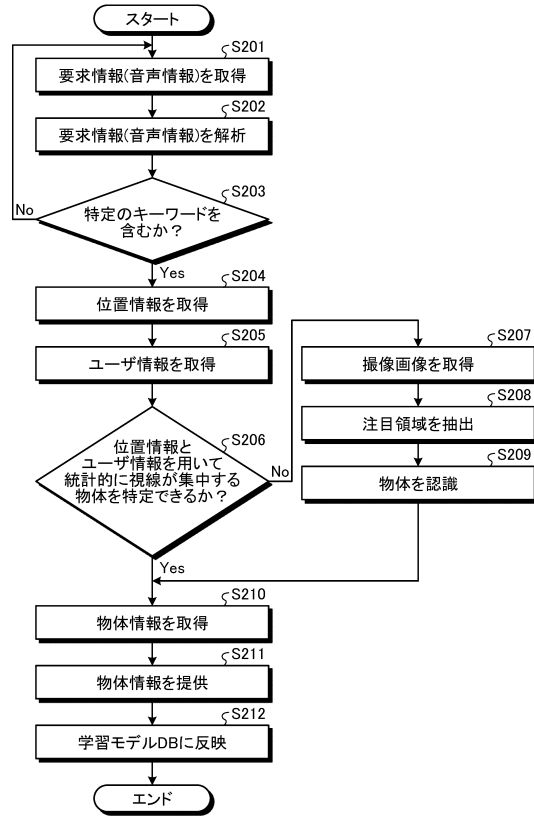 スタート
S201
要求情報(音声情報)を取得
S202
要求情報(音声情報)を解析
S203
No
特定のキーワードを
含むか？
Yes
S204
位置情報を取得
S205
ユーザ情報を取得
S206
位置情報と
ユーザ情報を用いて
統計的に視線が集中する
物体を特定できるか？
No
S207
撮像画像を取得
S208
注目領域を抽出
S209
物体を認識
Yes
S210
物体情報を取得
S211
物体情報を提供
S212
学習モデルDBに反映
エンド